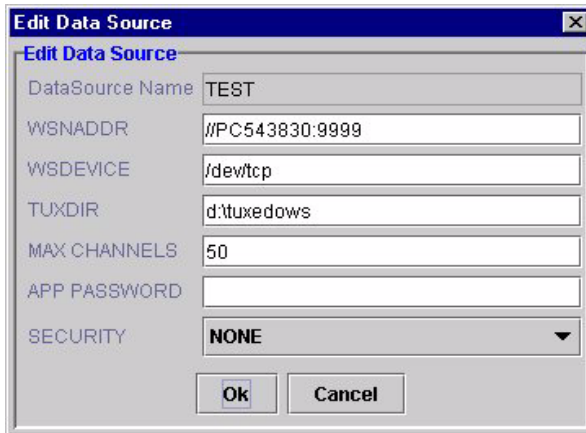 Edit Data Source
Edit Data Source
DataSource Name TEST
WSNADDR //PC543830:9999
WSDEVICE /dev/tcp
TUXDIR d:\tuxedows
MAX CHANNELS 50
APP PASSWORD
SECURITY NONE
Ok Cancel